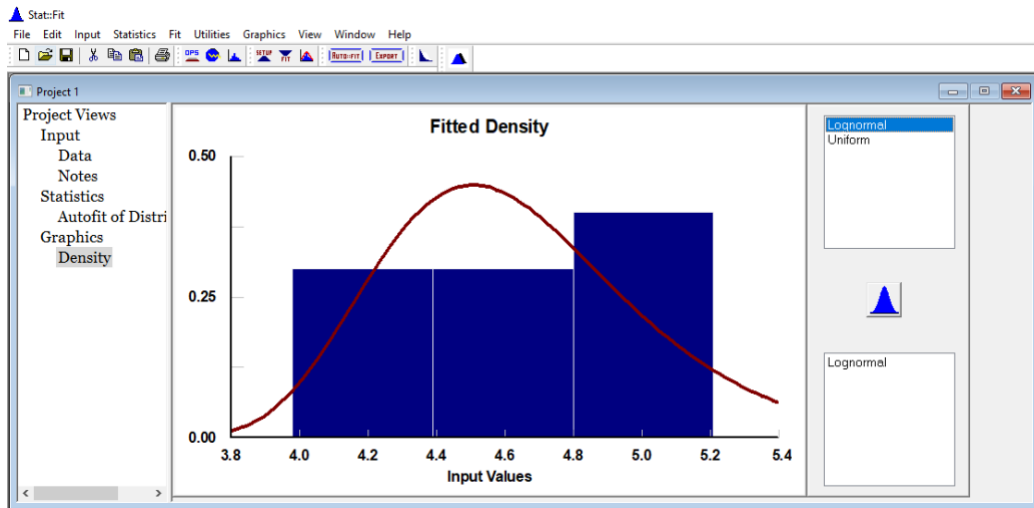 Stat::Fit
File Edit Input Statistics Fit Utilities Graphics View Window Help
OPS SETUP FIT AUTO-FIT EXPORT
Project 1
Project Views
Input
Data
Notes
Statistics
Autofit of Distri
Graphics
Density
Fitted Density
0.50
0.25
0.00
3.8 4.0 4.2 4.4 4.6 4.8 5.0 5.2 5.4
Input Values
Lognormal
Uniform
Lognormal